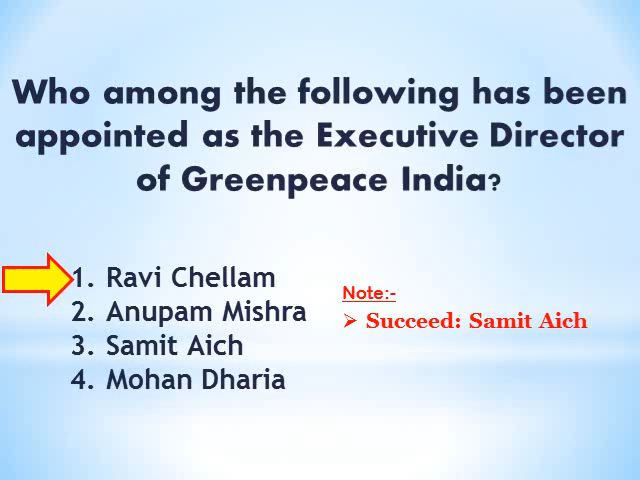 Who among the following has been
appointed as the Executive Director
of Greenpeace India?
1. Ravi Chellam
2. Anupam Mishra
3. Samit Aich
4. Mohan Dharia
Note:-
➢ Succeed: Samit Aich